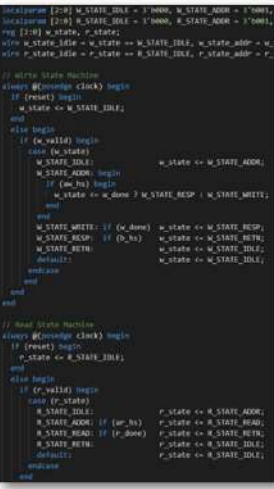 localparam [2:0] W_STATE_IDLE = 3'b000, W_STATE_ADDR = 3'b001,
localparam [2:0] R_STATE_IDLE = 3'b000, R_STATE_ADDR = 3'b001,
reg [2:0] w_state, r_state;
wire w_state_idle = w_state == W_STATE_IDLE, w_state_addr = w_
wire r_state_idle = r_state == R_STATE_IDLE, r_state_addr = r_
// Wirte State Machine
always @(posedge clock) begin
if (reset) begin
w_state <= W_STATE_IDLE;
end
else begin
if (w_valid) begin
case (w_state)
W_STATE_IDLE: w_state <= W_STATE_ADDR;
W_STATE_ADDR: begin
if (aw_hs) begin
w_state <= w_done ? W_STATE_RESP : W_STATE_WRITE;
end
end
W_STATE_WRITE: if (w_done) w_state <= W_STATE_RESP;
W_STATE_RESP: if (b_hs) w_state <= W_STATE_RETN;
W_STATE_RETN: w_state <= W_STATE_IDLE;
default: w_state <= W_STATE_IDLE;
endcase
end
end
end
// Read State Machine
always @(posedge clock) begin
if (reset) begin
r_state <= R_STATE_IDLE;
end
else begin
if (r_valid) begin
case (r_state)
R_STATE_IDLE: r_state <= R_STATE_ADDR;
R_STATE_ADDR: if (ar_hs) r_state <= R_STATE_READ;
R_STATE_READ: if (r_done) r_state <= R_STATE_RETN;
R_STATE_RETN: r_state <= R_STATE_IDLE;
default: r_state <= R_STATE_IDLE;
endcase
end